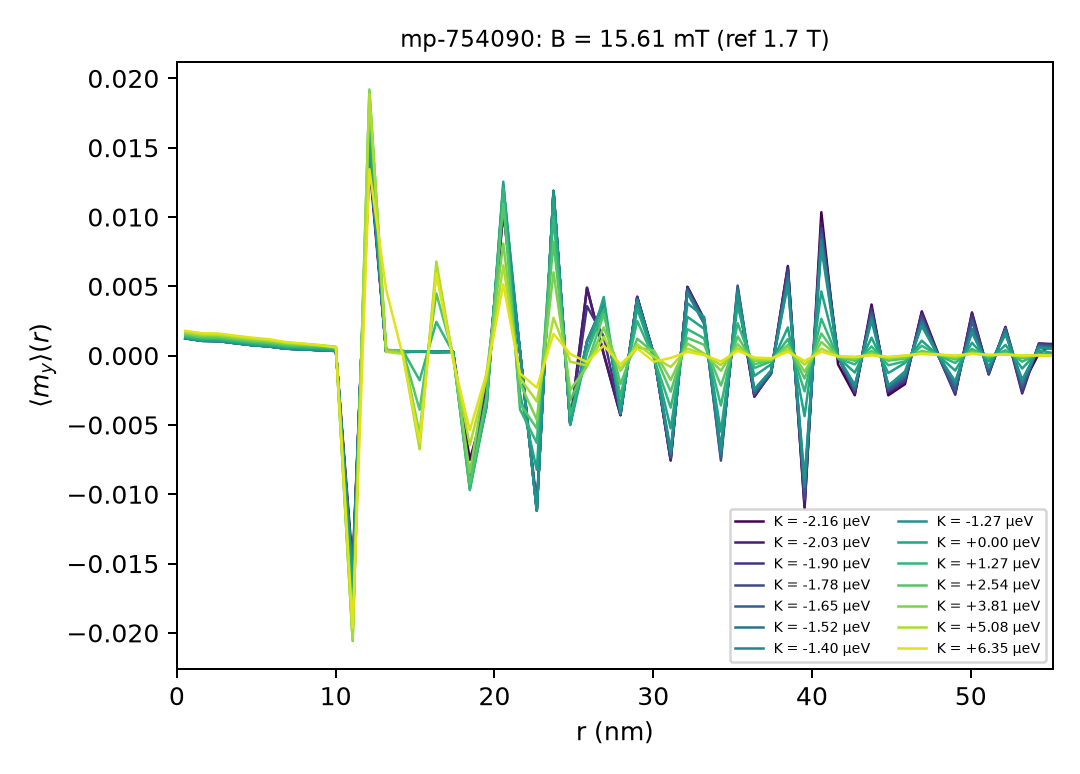 mp-754090: B = 15.61 mT (ref 1.7 T)
0.020
0.015
0.010
0.005
0.000
−0.005
−0.010
−0.015
−0.020
⟨m_y⟩(r)
K = -2.16 µeV
K = -2.03 µeV
K = -1.90 µeV
K = -1.78 µeV
K = -1.65 µeV
K = -1.52 µeV
K = -1.40 µeV
K = -1.27 µeV
K = +0.00 µeV
K = +1.27 µeV
K = +2.54 µeV
K = +3.81 µeV
K = +5.08 µeV
K = +6.35 µeV
0 10 20 30 40 50
r (nm)